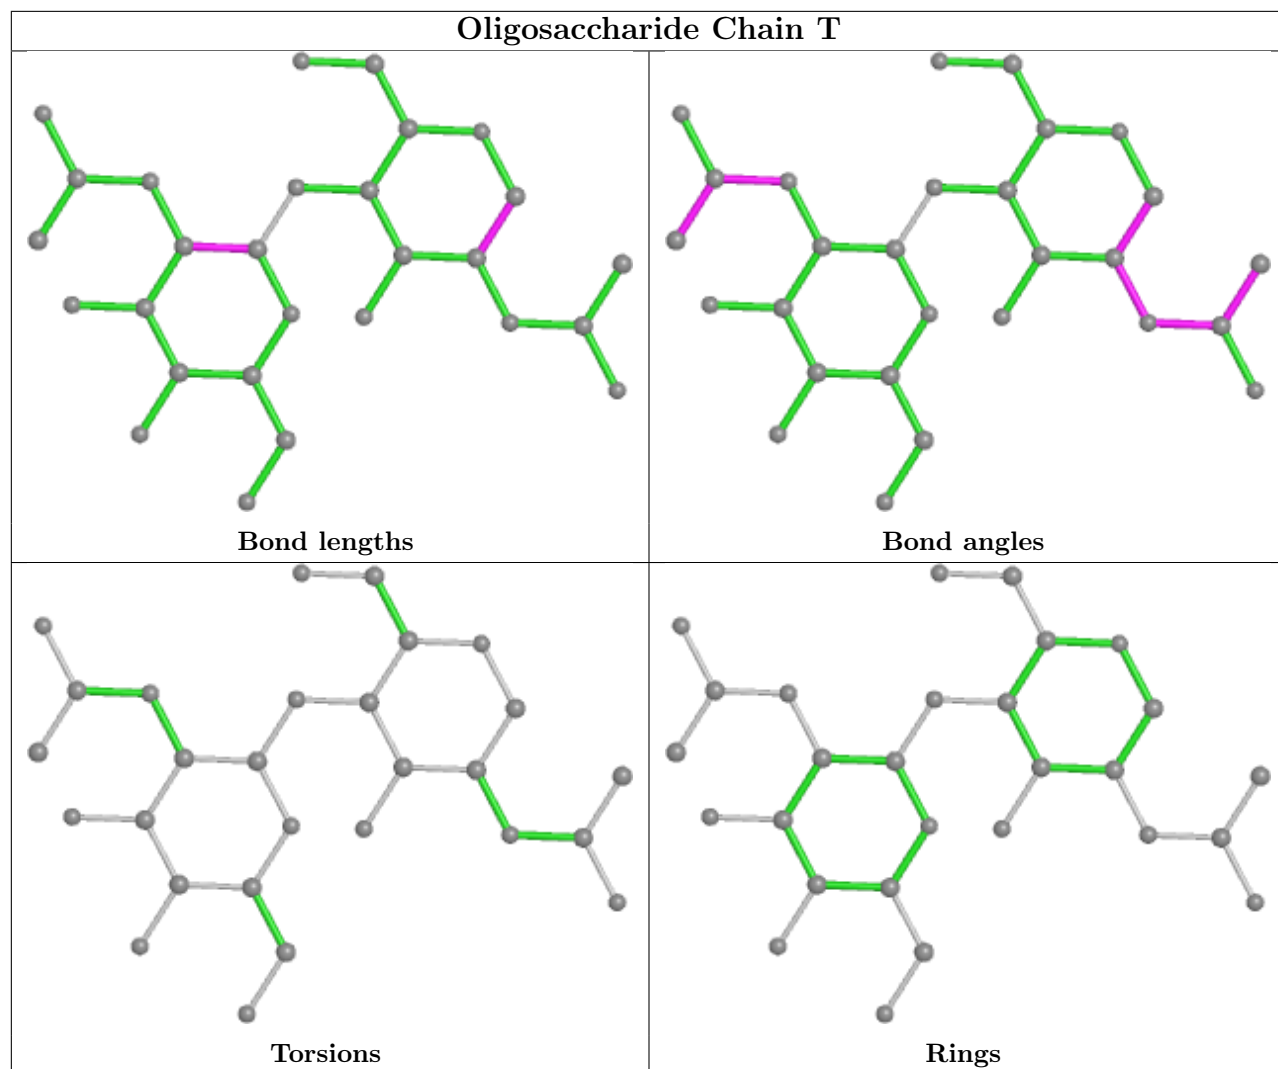 Oligosaccharide Chain T
Bond lengths
Bond angles
Torsions
Rings